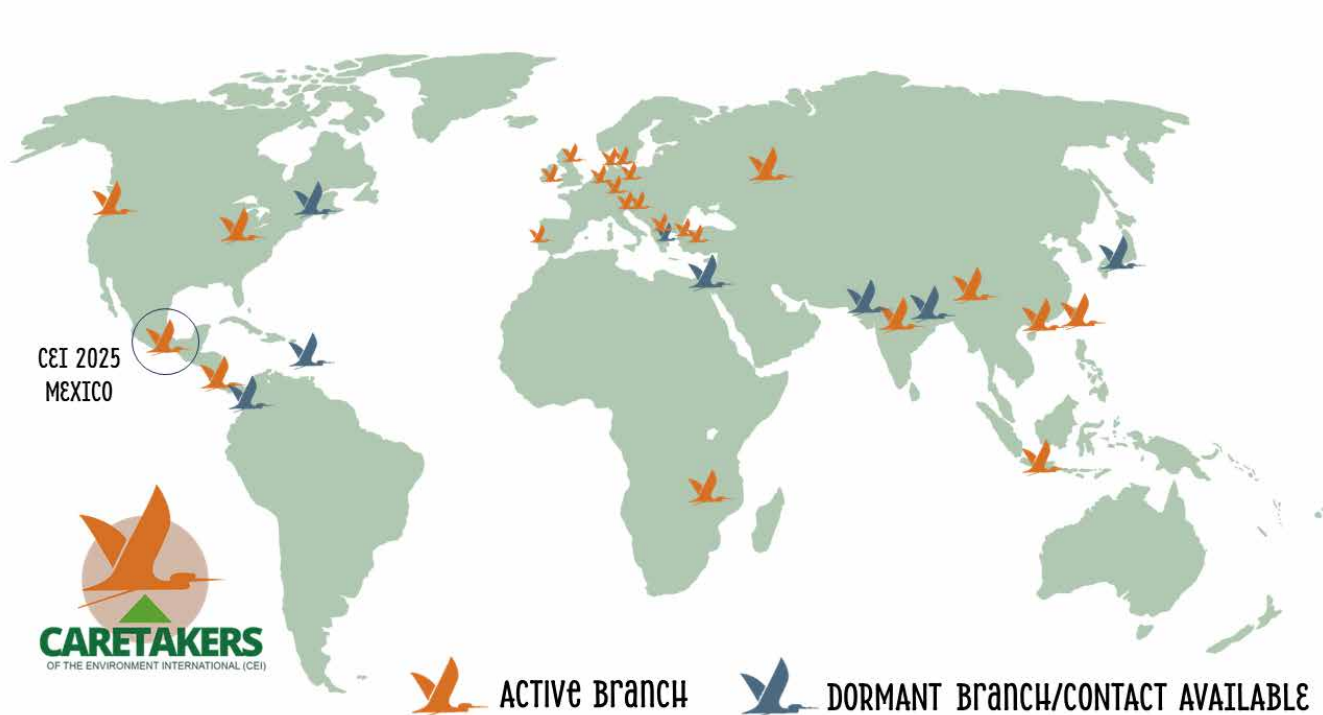 CEI 2025
MEXICO
CARETAKERS
OF THE ENVIRONMENT INTERNATIONAL (CEI)
ACTIVE BRANCH
DORMANT BRANCH/CONTACT AVAILABLE